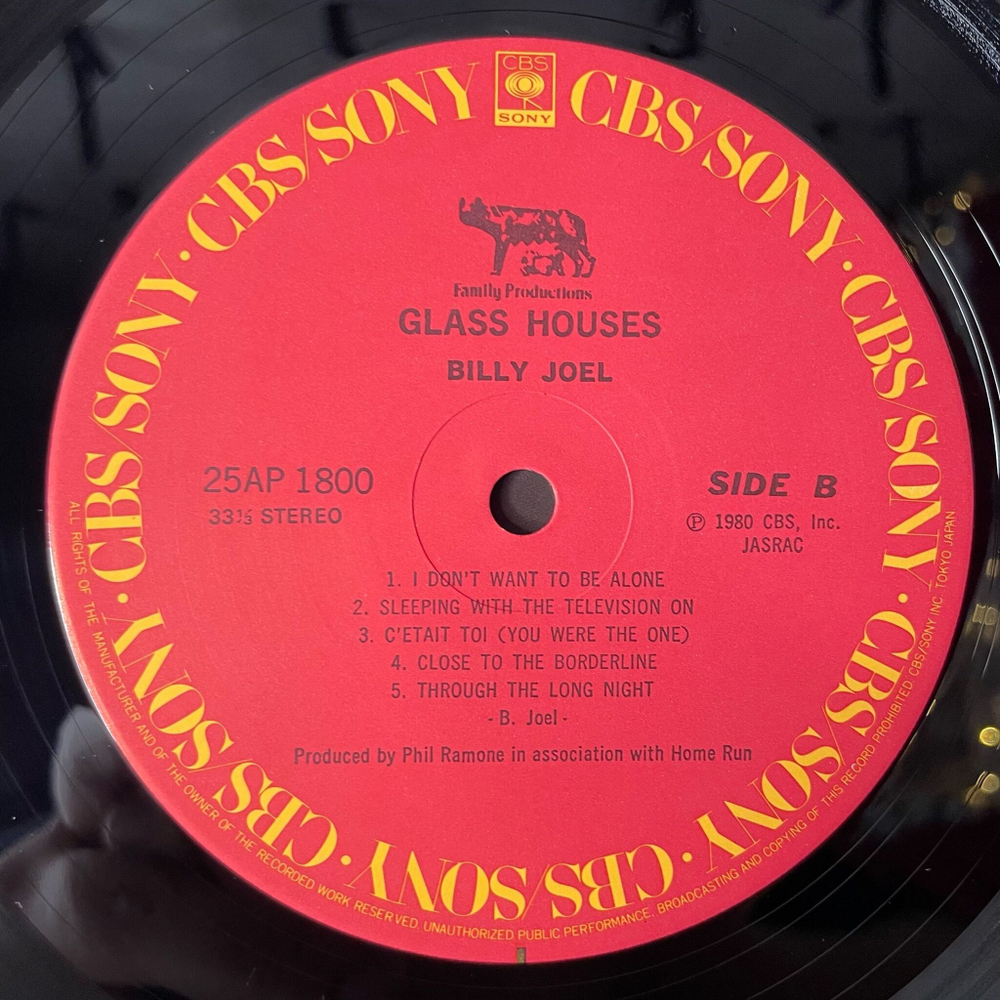 CBS
SONY
CBS/SONY · CBS/SONY · CBS/SONY · CBS/SONY · CBS/SONY · CBS/SONY · CBS/SONY · CBS/SONY · CBS/SONY · CBS/SONY
Family Productions
GLASS HOUSES
BILLY JOEL
25AP 1800
33⅓ STEREO
SIDE B
Ⓟ 1980 CBS, Inc.
JASRAC
1. I DON'T WANT TO BE ALONE
2. SLEEPING WITH THE TELEVISION ON
3. C'ETAIT TOI (YOU WERE THE ONE)
4. CLOSE TO THE BORDERLINE
5. THROUGH THE LONG NIGHT
- B. Joel -
Produced by Phil Ramone in association with Home Run
ALL RIGHTS OF THE MANUFACTURER AND OF THE OWNER OF THE RECORDED WORK RESERVED. UNAUTHORIZED PUBLIC PERFORMANCE, BROADCASTING AND COPYING OF THIS RECORD PROHIBITED. CBS/SONY INC. TOKYO JAPAN